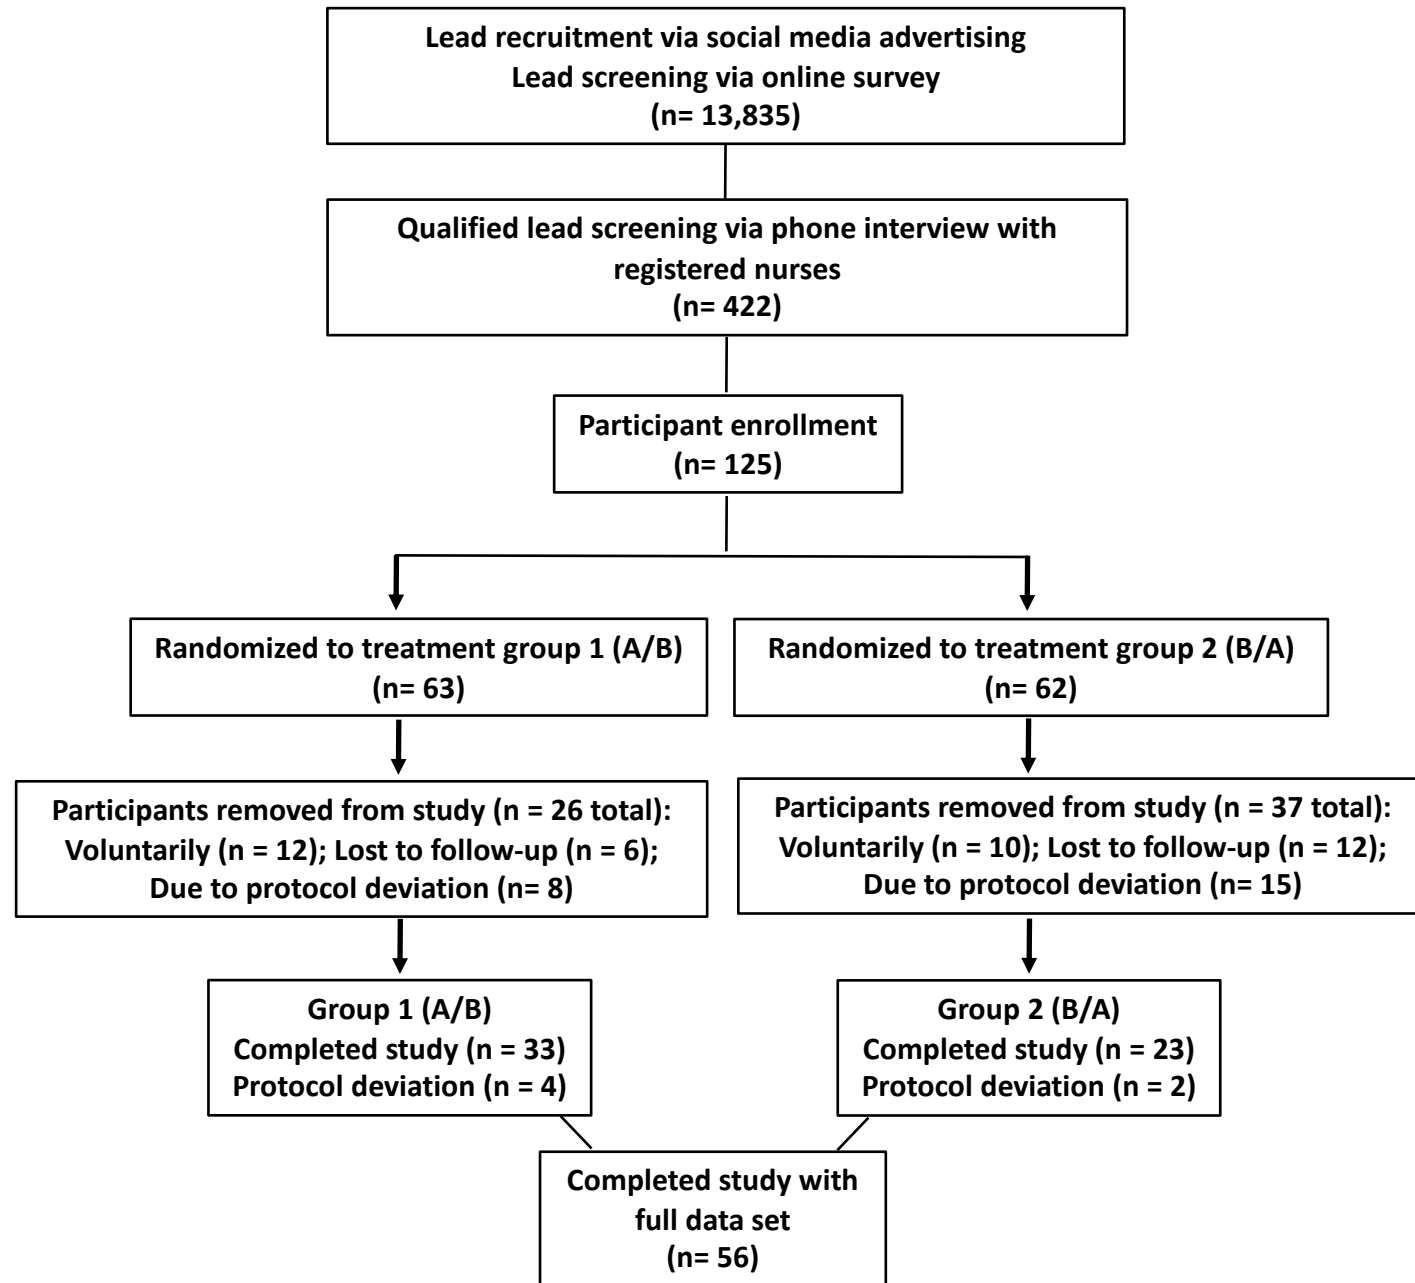 Lead recruitment via social media advertising
Lead screening via online survey
(n= 13,835)
Qualified lead screening via phone interview with
registered nurses
(n= 422)
Participant enrollment
(n= 125)
Randomized to treatment group 1 (A/B)
(n= 63)
Randomized to treatment group 2 (B/A)
(n= 62)
Participants removed from study (n = 26 total):
Voluntarily (n = 12); Lost to follow-up (n = 6);
Due to protocol deviation (n= 8)
Participants removed from study (n = 37 total):
Voluntarily (n = 10); Lost to follow-up (n = 12);
Due to protocol deviation (n= 15)
Group 1 (A/B)
Completed study (n = 33)
Protocol deviation (n = 4)
Group 2 (B/A)
Completed study (n = 23)
Protocol deviation (n = 2)
Completed study with
full data set
(n= 56)